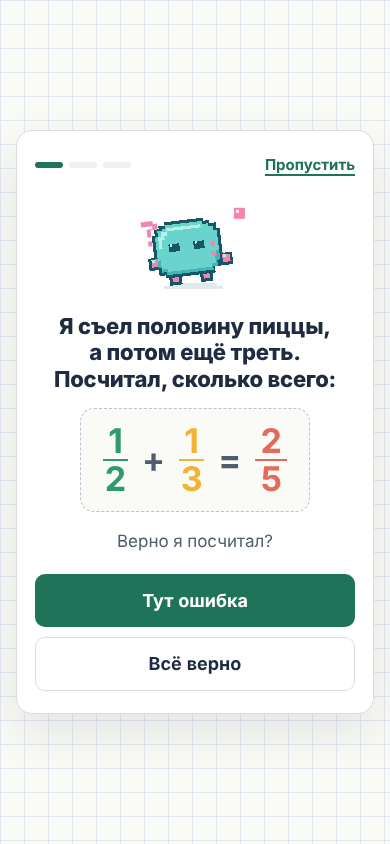 Пропустить
Я съел половину пиццы,
а потом ещё треть.
Посчитал, сколько всего:
1/2 + 1/3 = 2/5
Верно я посчитал?
Тут ошибка
Всё верно